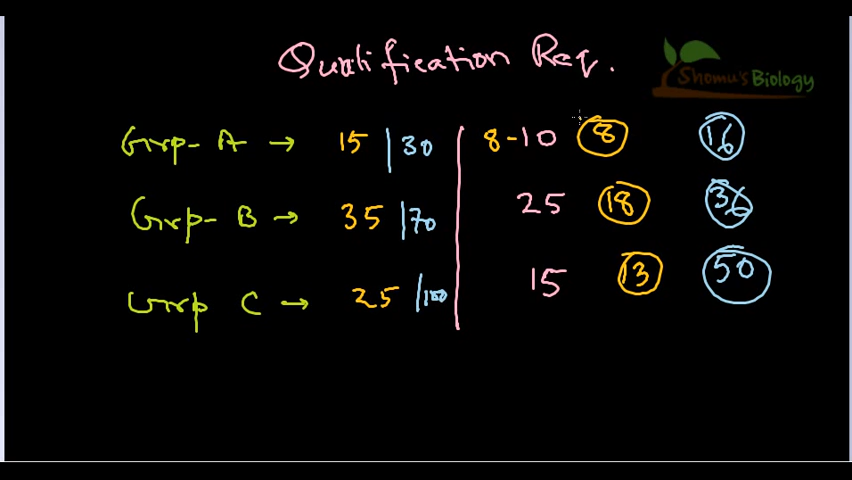 Qualification Req.
Shomu's Biology
Grp- A → 15 | 30 8-10 8 16
Grp- B → 35 | 70 25 18 36
Grp C → 25 | 100 15 13 50